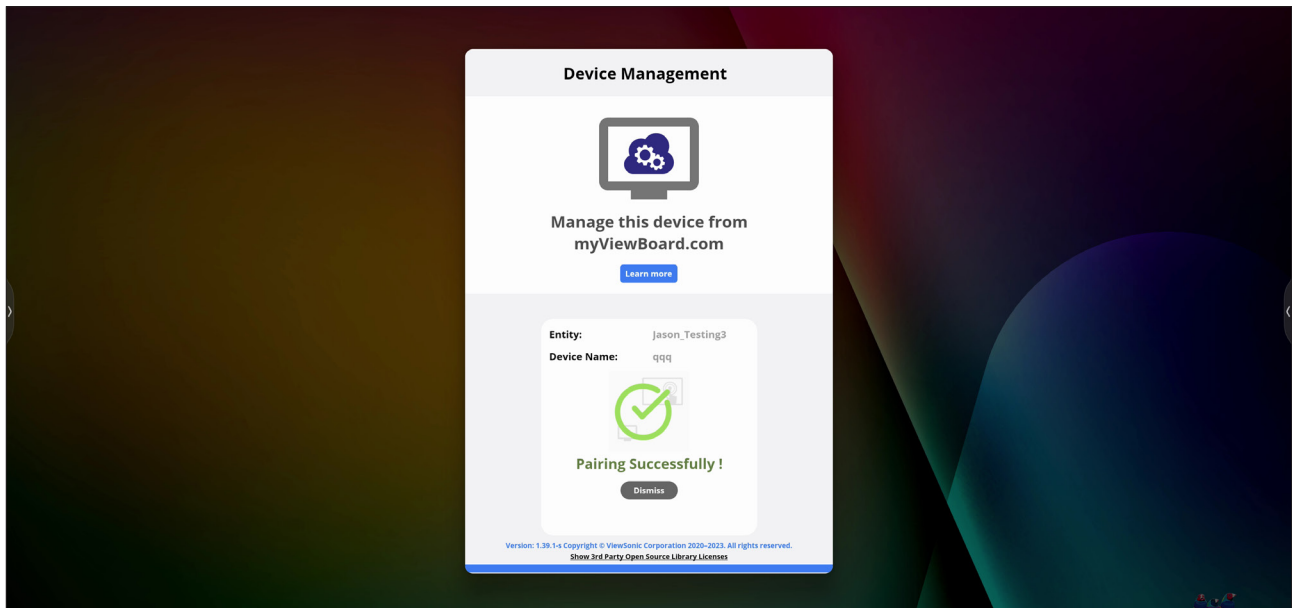 Device Management
Manage this device from
myViewBoard.com
Learn more
Entity: Jason_Testing3
Device Name: qqq
Pairing Successfully !
Dismiss
Version: 1.39.1-s Copyright © ViewSonic Corporation 2020–2023. All rights reserved.
Show 3rd Party Open Source Library Licenses